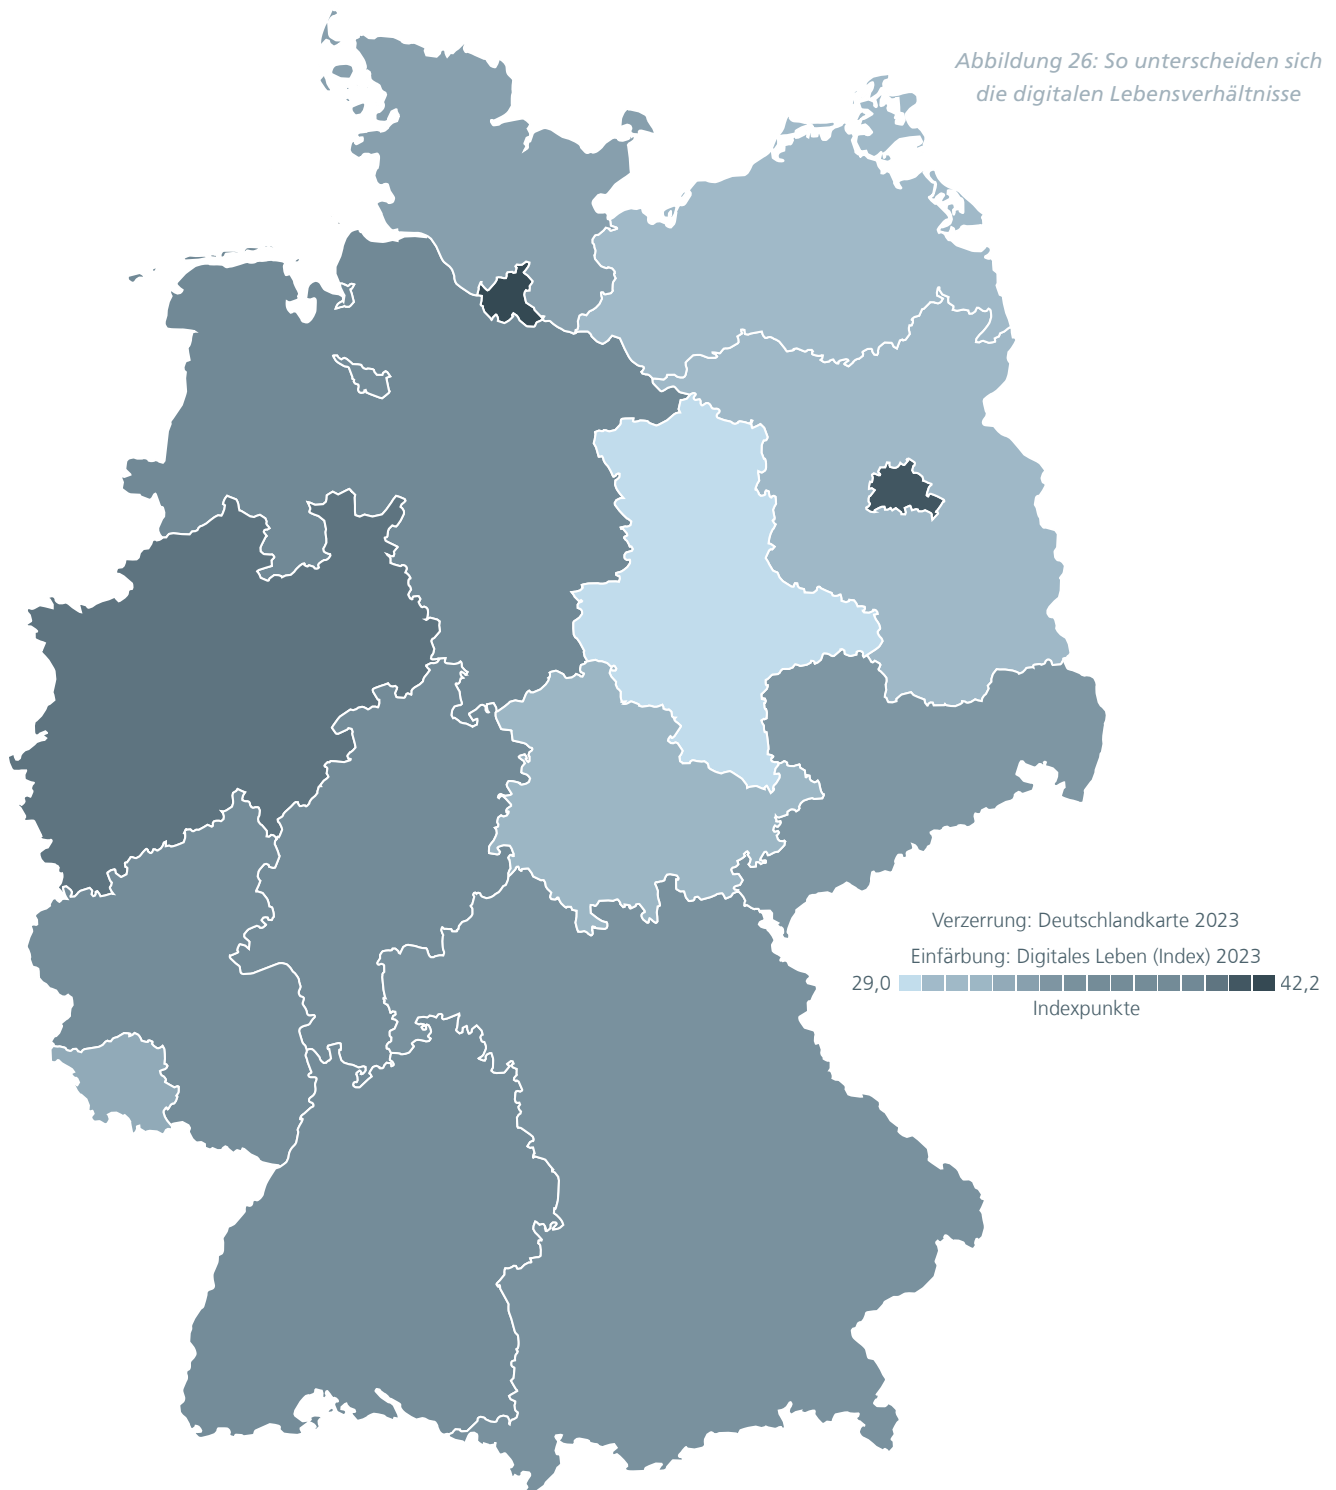 Abbildung 26: So unterscheiden sich
die digitalen Lebensverhältnisse
Verzerrung: Deutschlandkarte 2023
Einfärbung: Digitales Leben (Index) 2023
29,0 42,2
Indexpunkte